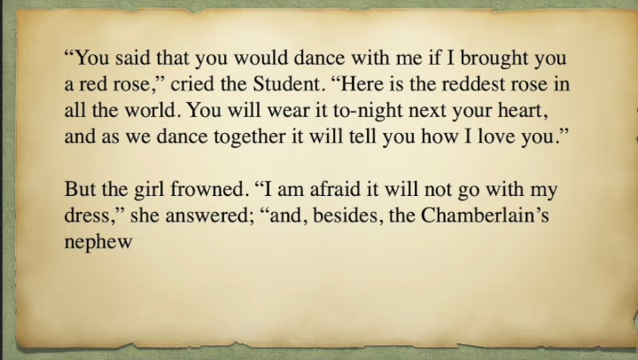 “You said that you would dance with me if I brought you
a red rose,” cried the Student. “Here is the reddest rose in
all the world. You will wear it to-night next your heart,
and as we dance together it will tell you how I love you.”
But the girl frowned. “I am afraid it will not go with my
dress,” she answered; “and, besides, the Chamberlain’s
nephew